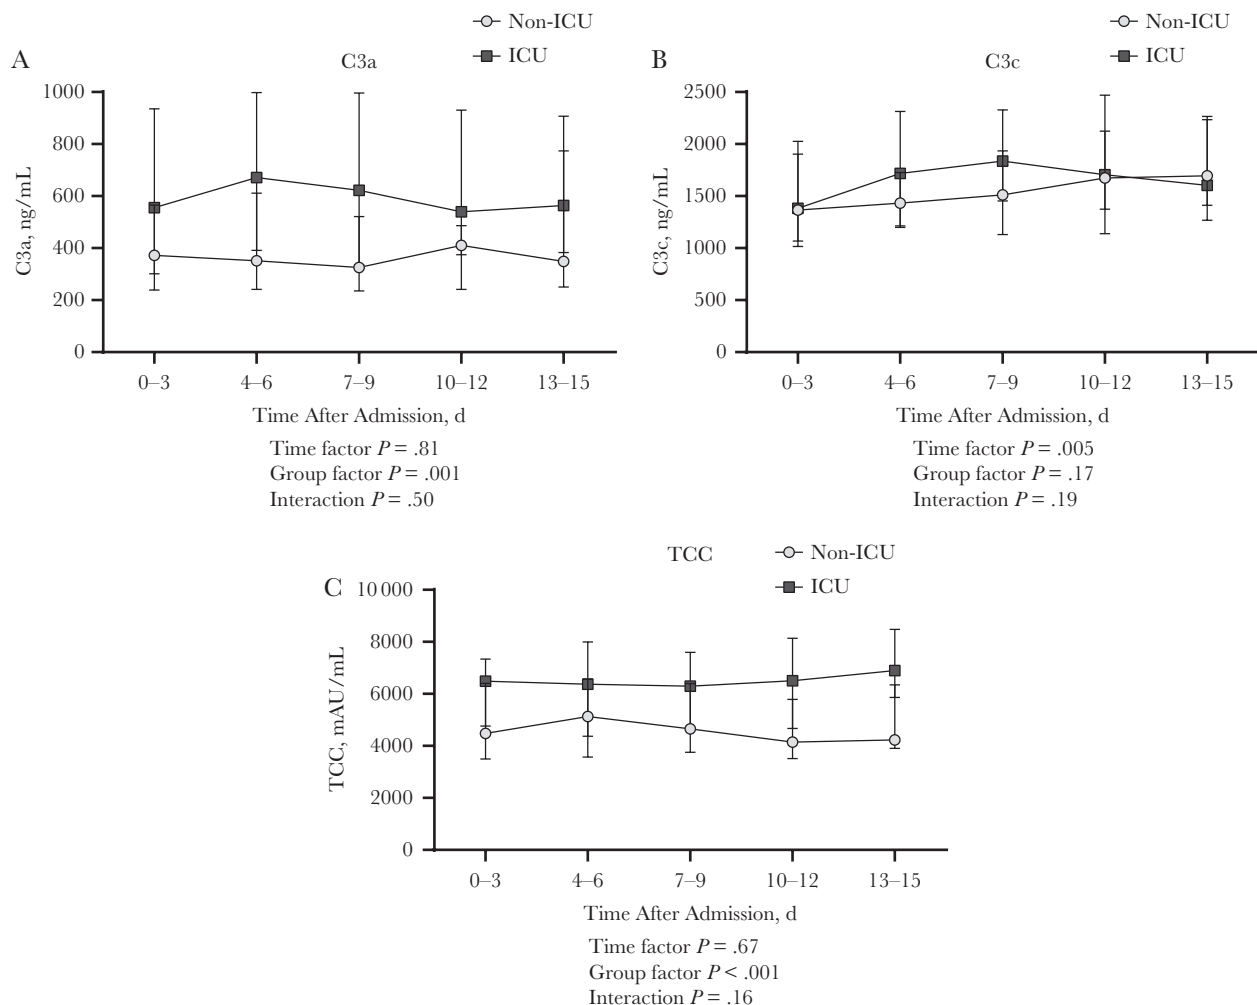 Non-ICU
ICU
A
C3a
C3a, ng/mL
1000
800
600
400
200
0
0–3
4–6
7–9
10–12
13–15
Time After Admission, d
Time factor P = .81
Group factor P = .001
Interaction P = .50
Non-ICU
ICU
B
C3c
C3c, ng/mL
2500
2000
1500
1000
500
0
0–3
4–6
7–9
10–12
13–15
Time After Admission, d
Time factor P = .005
Group factor P = .17
Interaction P = .19
TCC
Non-ICU
ICU
C
TCC, mAU/mL
10 000
8000
6000
4000
2000
0
0–3
4–6
7–9
10–12
13–15
Time After Admission, d
Time factor P = .67
Group factor P < .001
Interaction P = .16